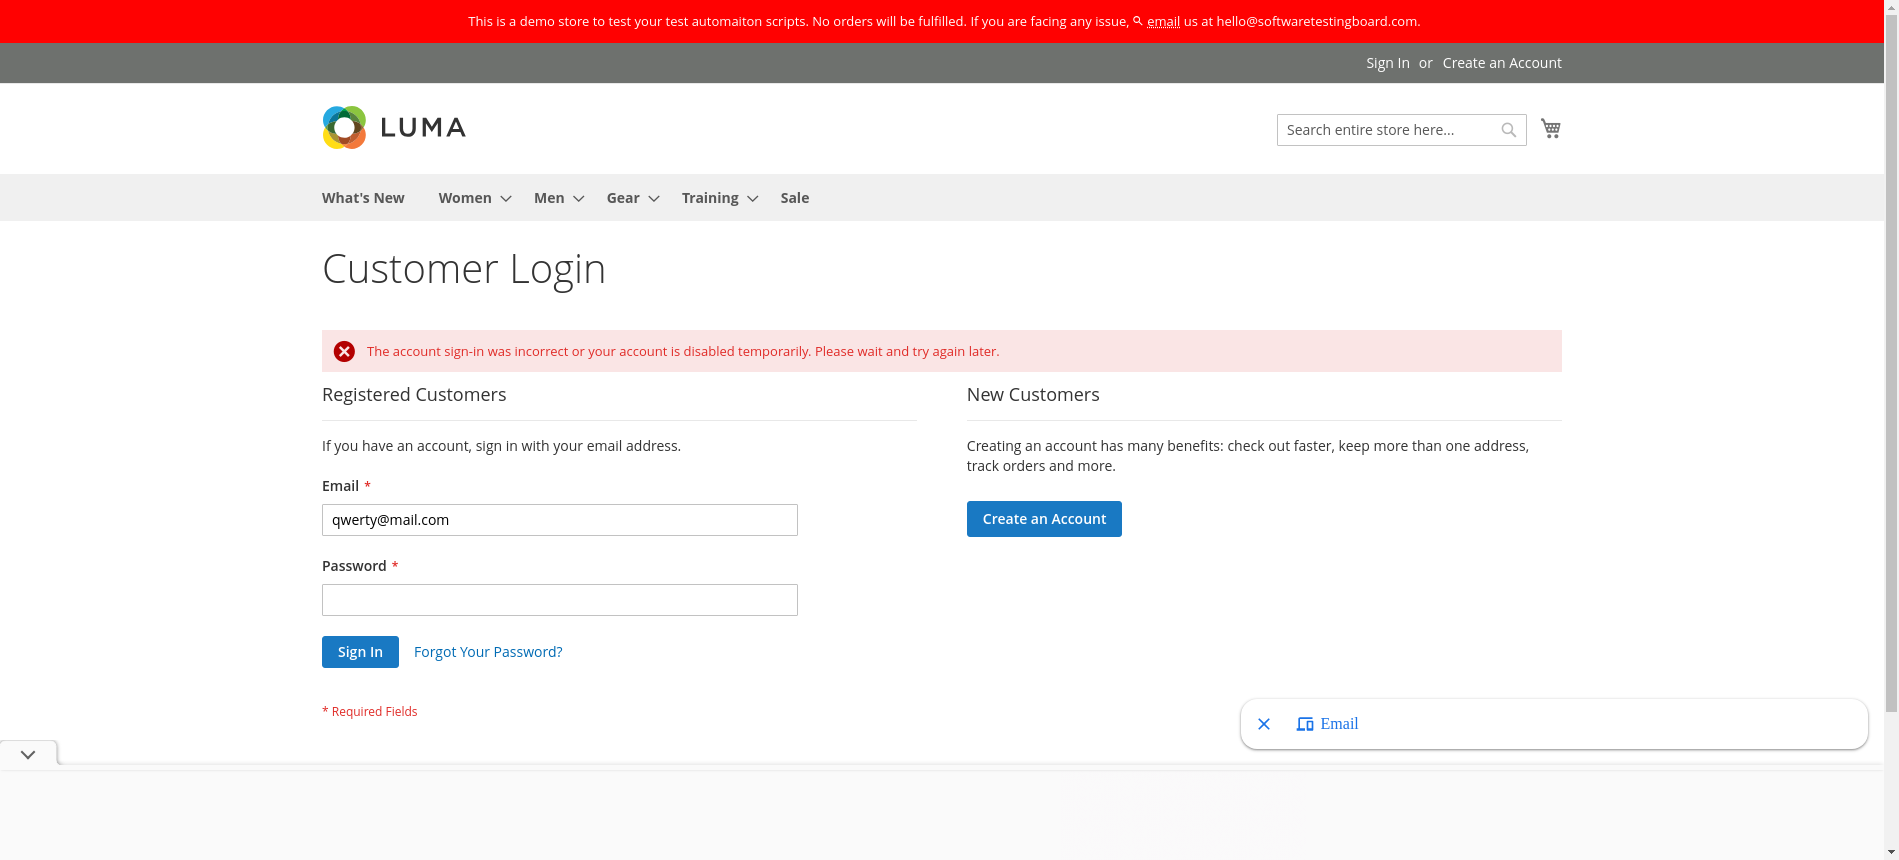 This is a demo store to test your test automaiton scripts. No orders will be fulfilled. If you are facing any issue, email us at hello@softwaretestingboard.com.
Sign In or Create an Account
LUMA
Search entire store here...
What's New Women Men Gear Training Sale
Customer Login
The account sign-in was incorrect or your account is disabled temporarily. Please wait and try again later.
Registered Customers
If you have an account, sign in with your email address.
Email *
qwerty@mail.com
Password *
Sign In Forgot Your Password?
* Required Fields
New Customers
Creating an account has many benefits: check out faster, keep more than one address,
track orders and more.
Create an Account
Email